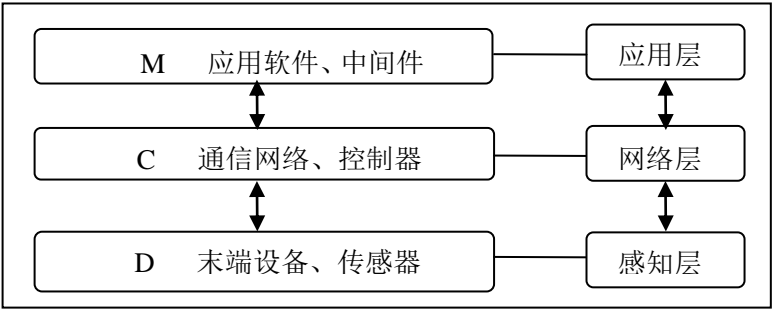 M 应用软件、中间件
应用层
C 通信网络、控制器
网络层
D 末端设备、传感器
感知层